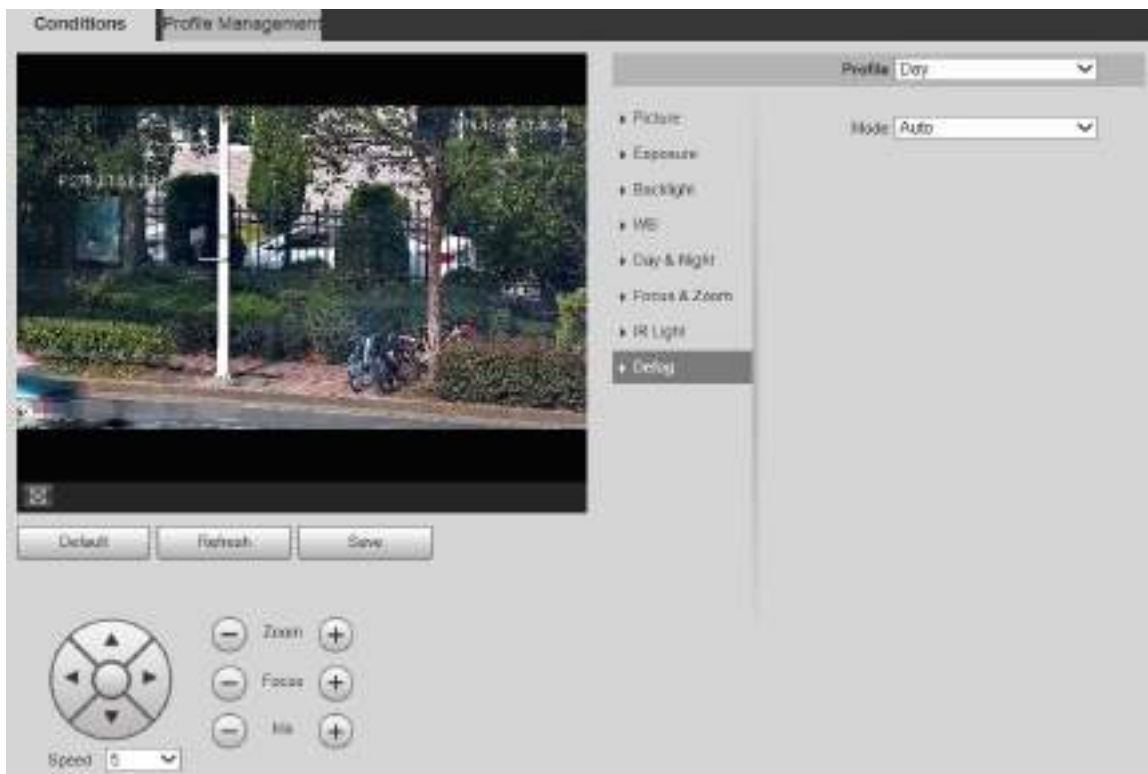 Conditions
Profile Management
Profile Day
Mode Auto
Picture
Exposure
Backlight
WB
Day & Night
Focus & Zoom
IR Light
Defog
Default
Refresh
Save
Zoom
Focus
Iris
Speed 5